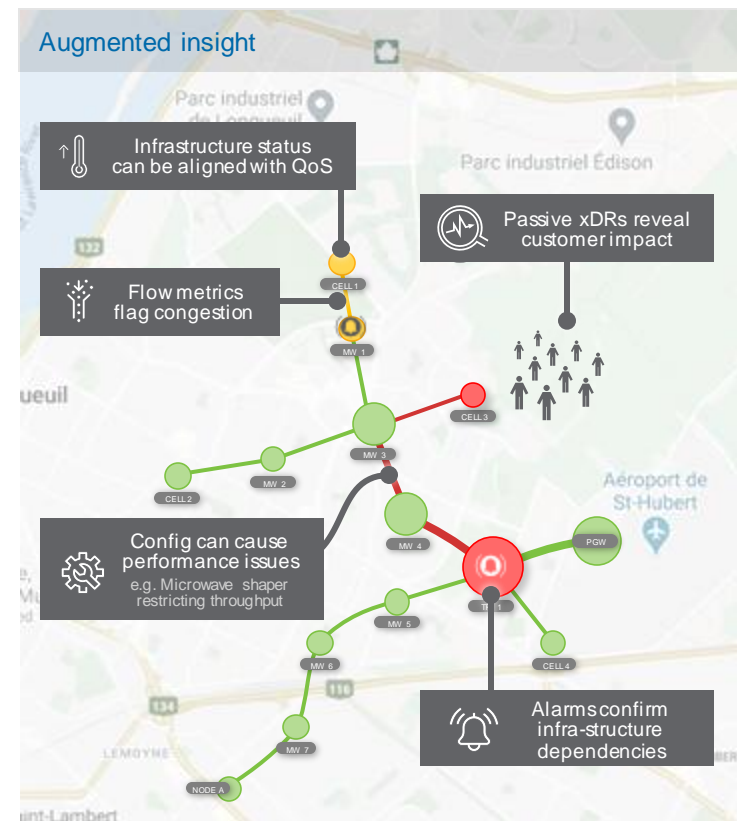 Augmented insight
Parc industriel
de Longueuil
Infrastructure status
can be aligned with QoS
Parc industriel Édison
Passive xDRs reveal
customer impact
132
CELL 1
Flow metrics
flag congestion
MW 1
ueuil
CELL 3
MW 3
MW 2
CELL 2
Aéroport de
St-Hubert
Config can cause
performance issues
e.g. Microwave shaper
restricting throughput
MW 4
PGW
MW 5
CELL 4
MW 6
116
134
Alarms confirm
infra-structure
dependencies
MW 7
LEMOYNE
NODE A
int-Lambert